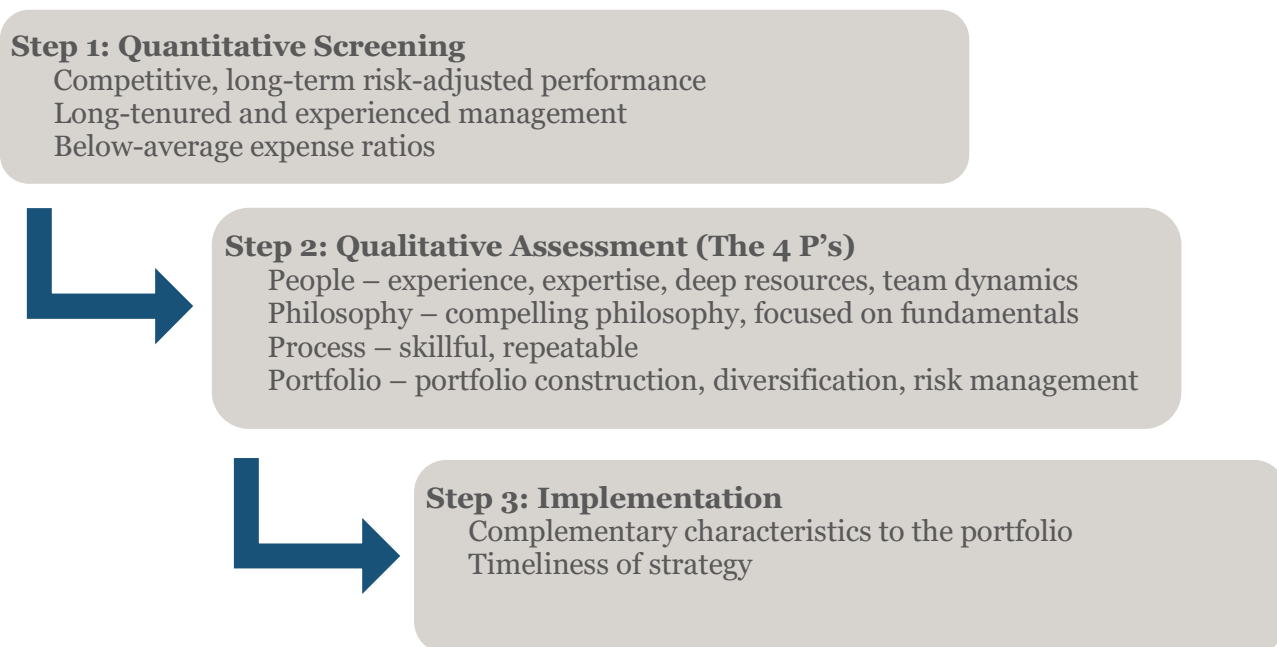 Step 1: Quantitative Screening
Competitive, long-term risk-adjusted performance
Long-tenured and experienced management
Below-average expense ratios
Step 2: Qualitative Assessment (The 4 P’s)
People – experience, expertise, deep resources, team dynamics
Philosophy – compelling philosophy, focused on fundamentals
Process – skillful, repeatable
Portfolio – portfolio construction, diversification, risk management
Step 3: Implementation
Complementary characteristics to the portfolio
Timeliness of strategy